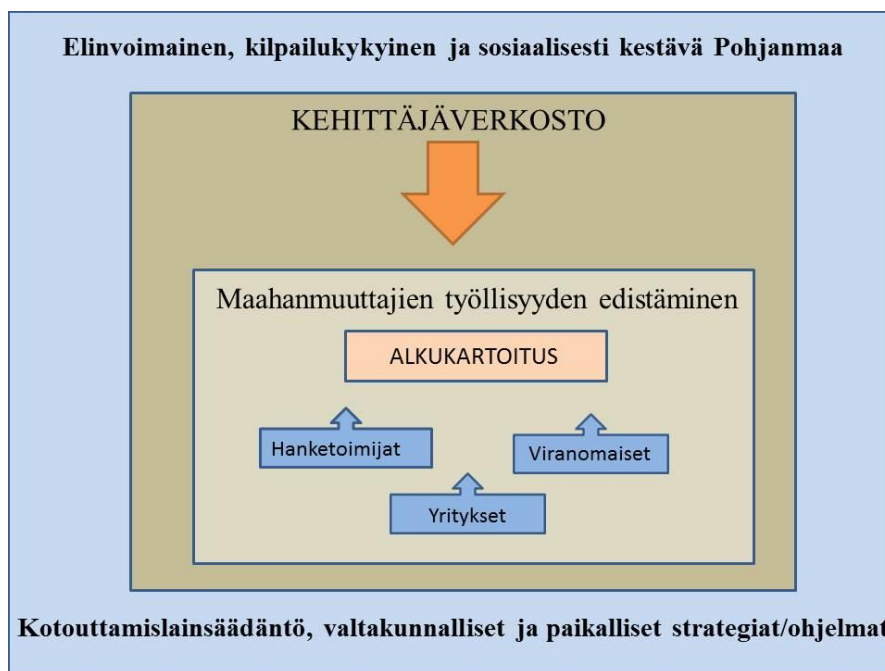 Elinvoimainen, kilpailukykyinen ja sosiaalisesti kestävä Pohjanmaa
KEHITTÄJÄVERKOSTO
Maahanmuuttajien työllisyyden edistäminen
ALKUKARTOITUS
Hanketoimijat
Viranomaiset
Yritykset
Kotouttamislainsäädäntö, valtakunnalliset ja paikalliset strategiat/ohjelmat